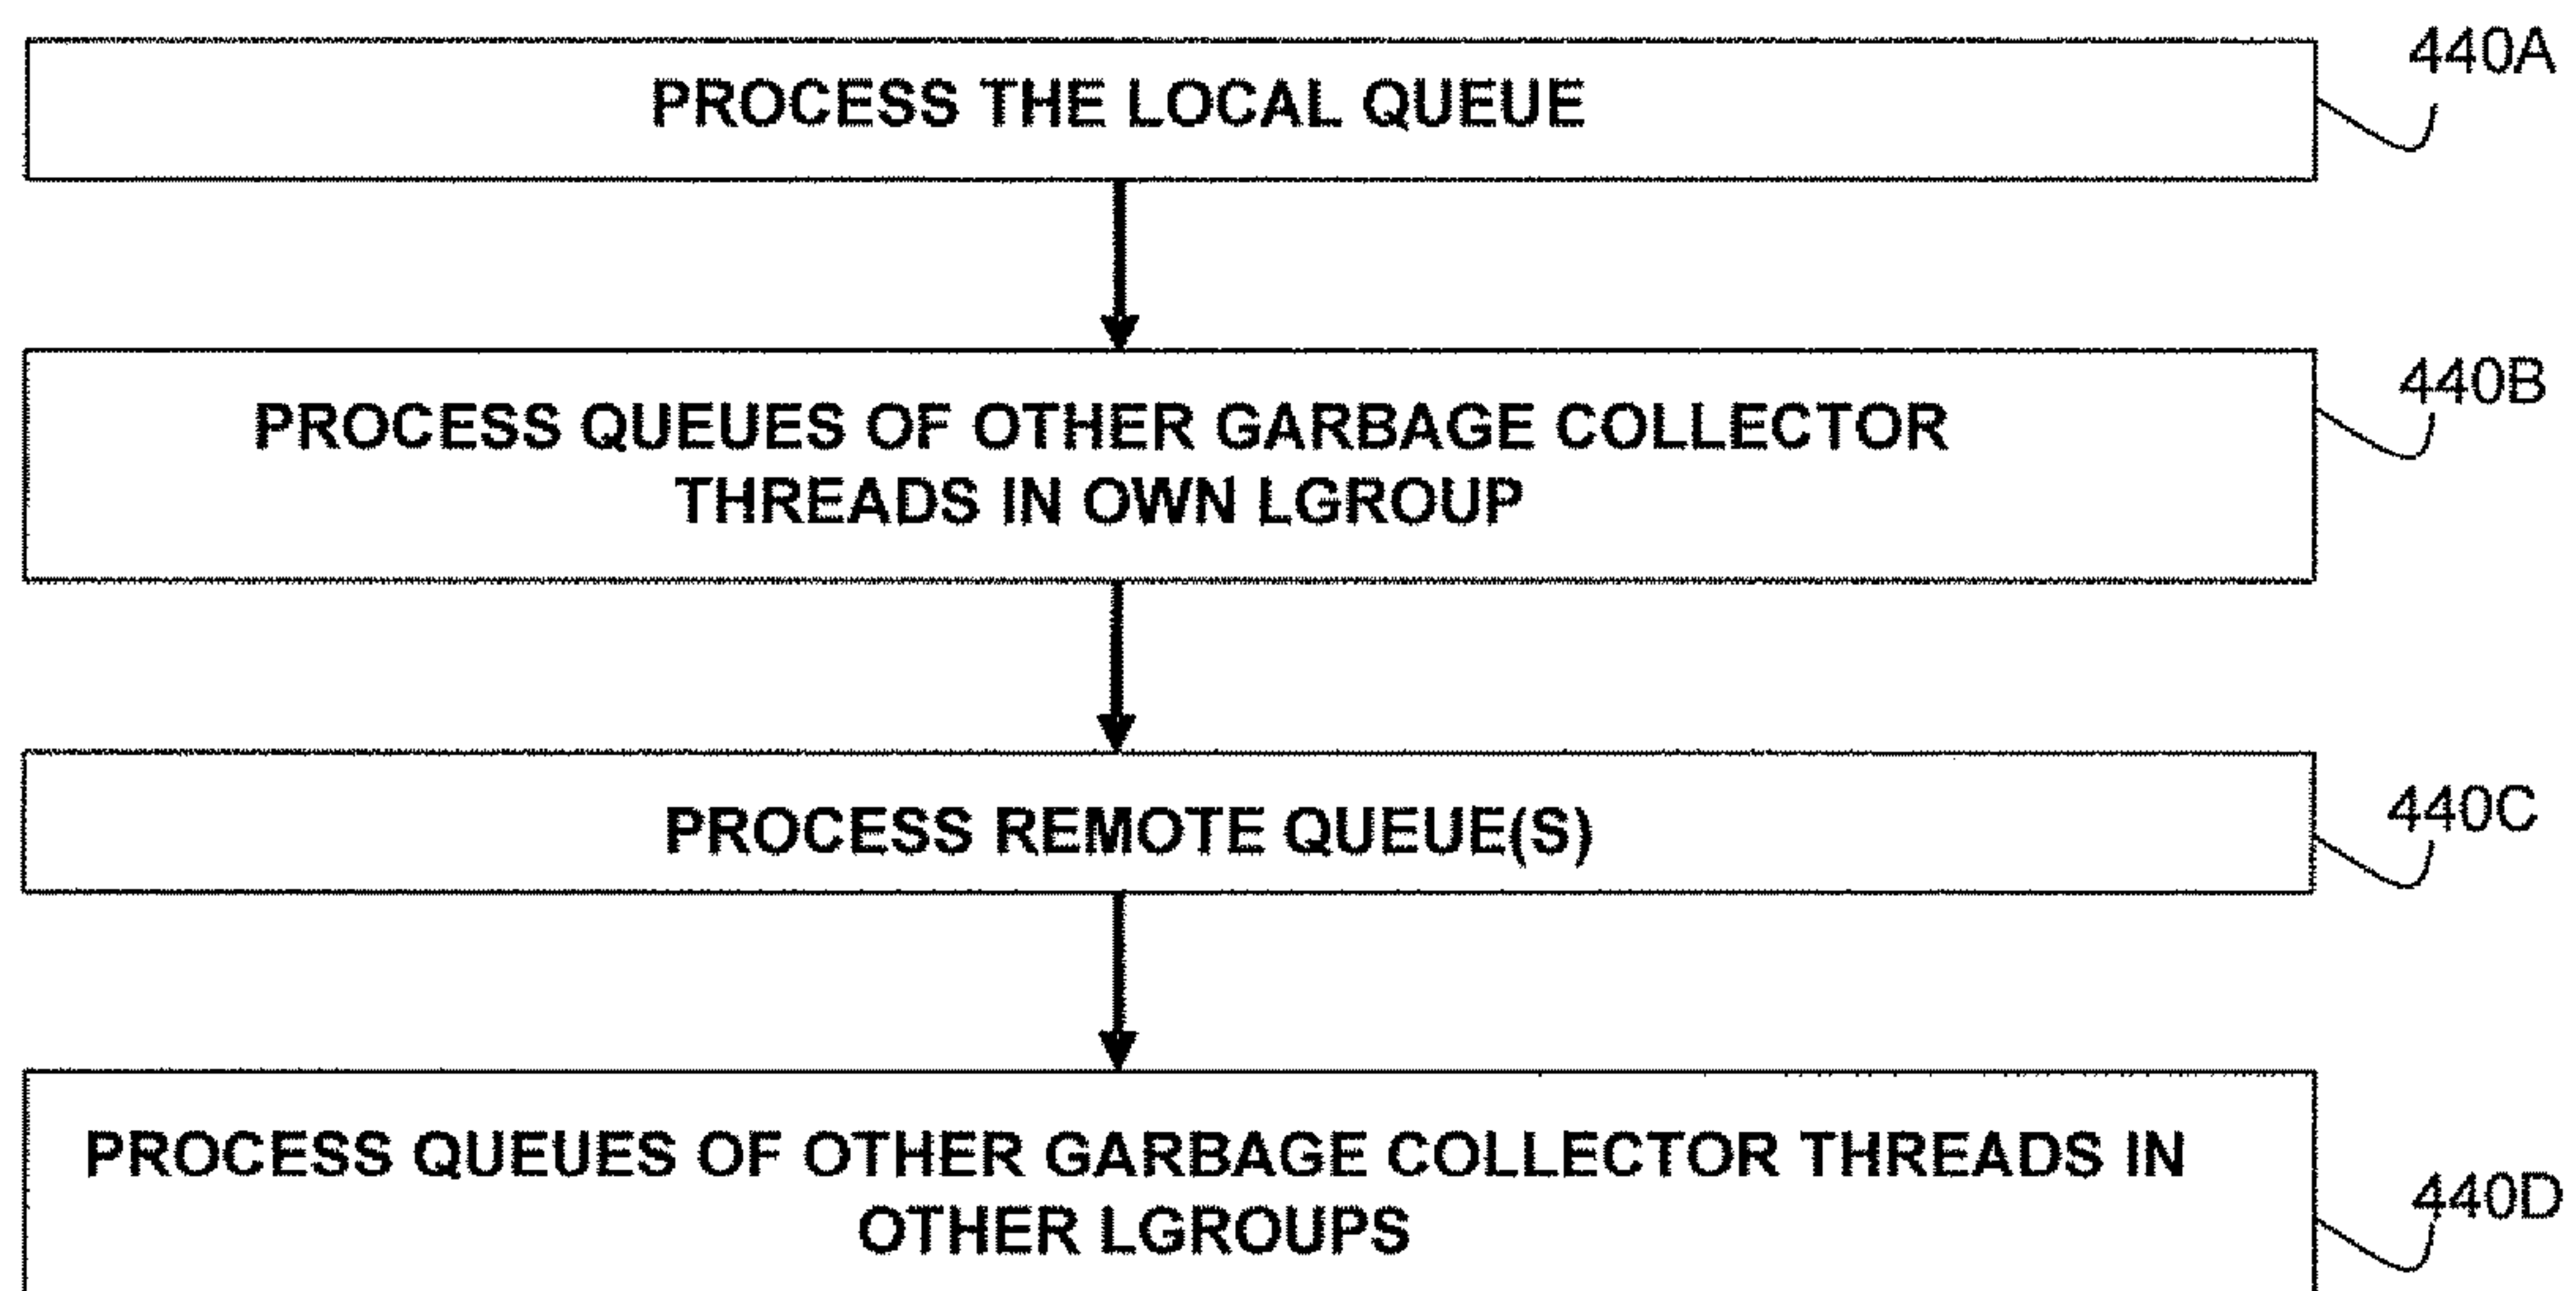 PROCESS THE LOCAL QUEUE
440A
PROCESS QUEUES OF OTHER GARBAGE COLLECTOR
THREADS IN OWN LGROUP
440B
PROCESS REMOTE QUEUE(S)
440C
PROCESS QUEUES OF OTHER GARBAGE COLLECTOR THREADS IN
OTHER LGROUPS
440D